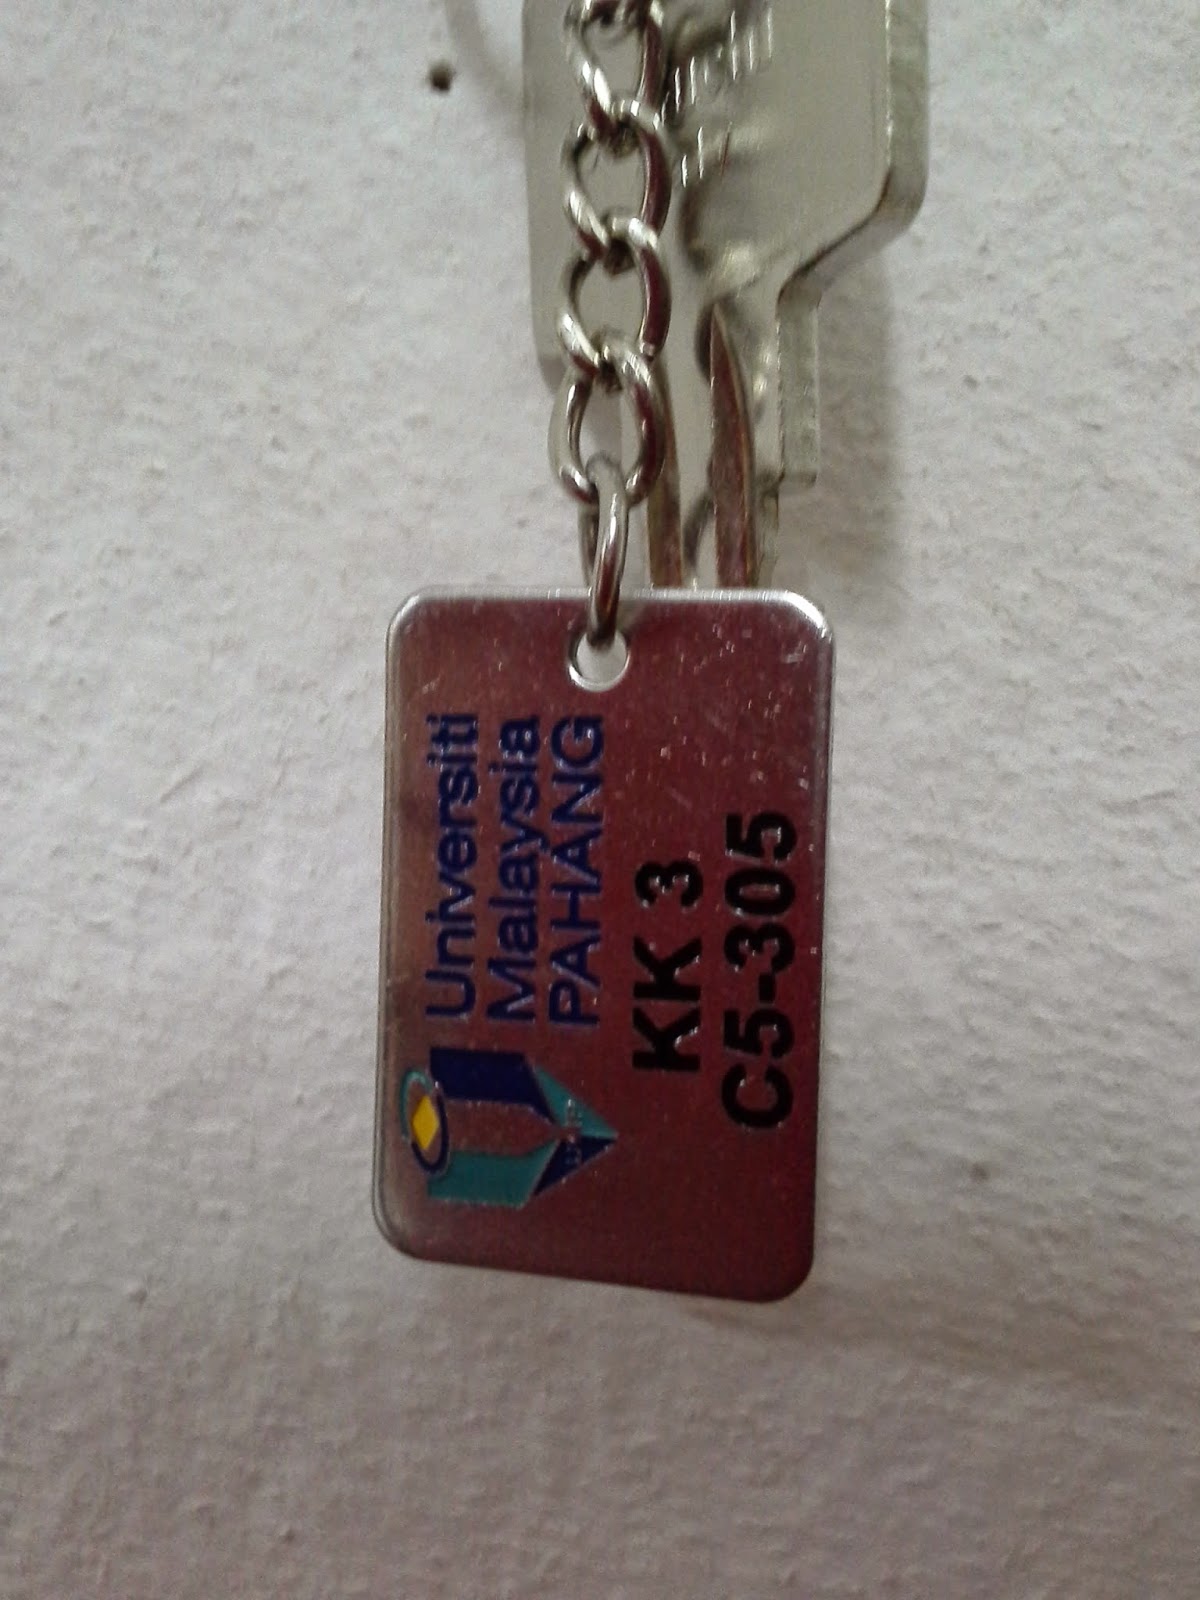 Universiti
Malaysia
PAHANG
KK 3
C5-305